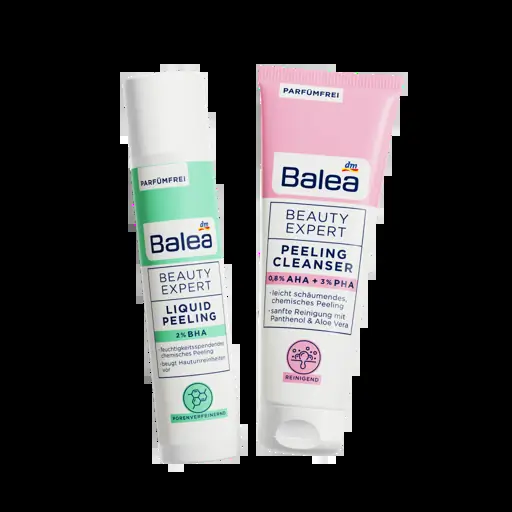 PARFÜMFREI
dm
Balea
BEAUTY
EXPERT
LIQUID
PEELING
2% BHA
• feuchtigkeitsspendendes,
chemisches Peeling
• beugt Hautunreinheiten
vor
PORENVERFEINERND
PARFÜMFREI
dm
Balea
BEAUTY
EXPERT
PEELING
CLEANSER
0,8% AHA + 3% PHA
• leicht schäumendes,
chemisches Peeling
• sanfte Reinigung mit
Panthenol & Aloe Vera
REINIGEND